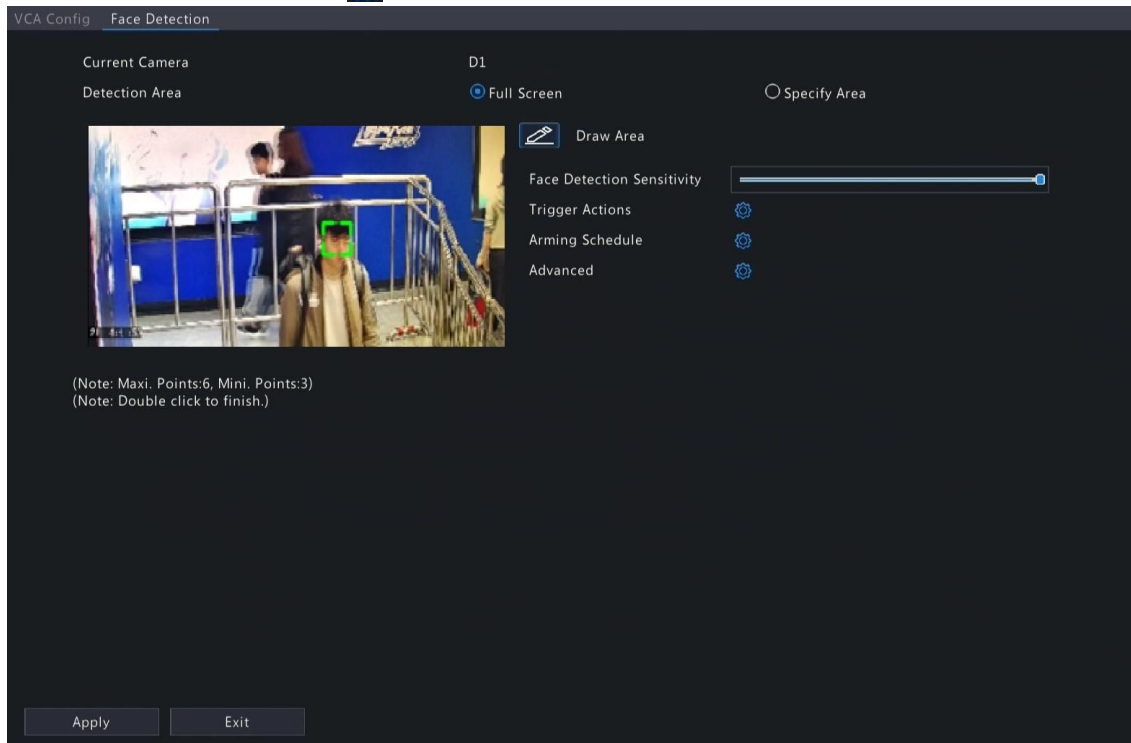 VCA Config Face Detection
Current Camera D1
Detection Area Full Screen Specify Area
Draw Area
Face Detection Sensitivity
Trigger Actions
Arming Schedule
Advanced
(Note: Maxi. Points:6, Mini. Points:3)
(Note: Double click to finish.)
Apply Exit